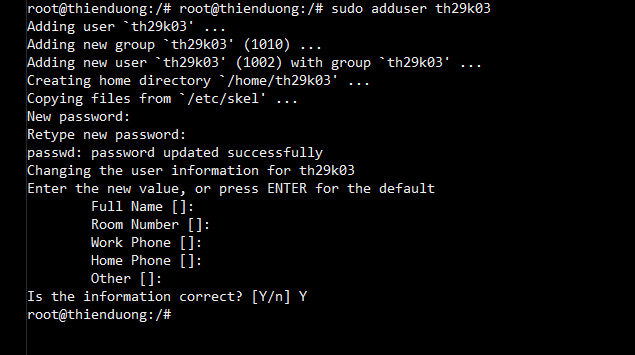 root@thienduong:/# root@thienduong:/# sudo adduser th29k03
Adding user `th29k03' ...
Adding new group `th29k03' (1010) ...
Adding new user `th29k03' (1002) with group `th29k03' ...
Creating home directory `/home/th29k03' ...
Copying files from `/etc/skel' ...
New password:
Retype new password:
passwd: password updated successfully
Changing the user information for th29k03
Enter the new value, or press ENTER for the default
        Full Name []:
        Room Number []:
        Work Phone []:
        Home Phone []:
        Other []:
Is the information correct? [Y/n] Y
root@thienduong:/#